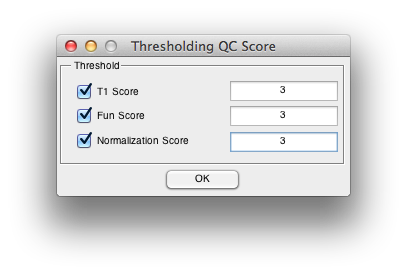 Thresholding QC Score
Threshold
T1 Score 3
Fun Score 3
Normalization Score 3
OK